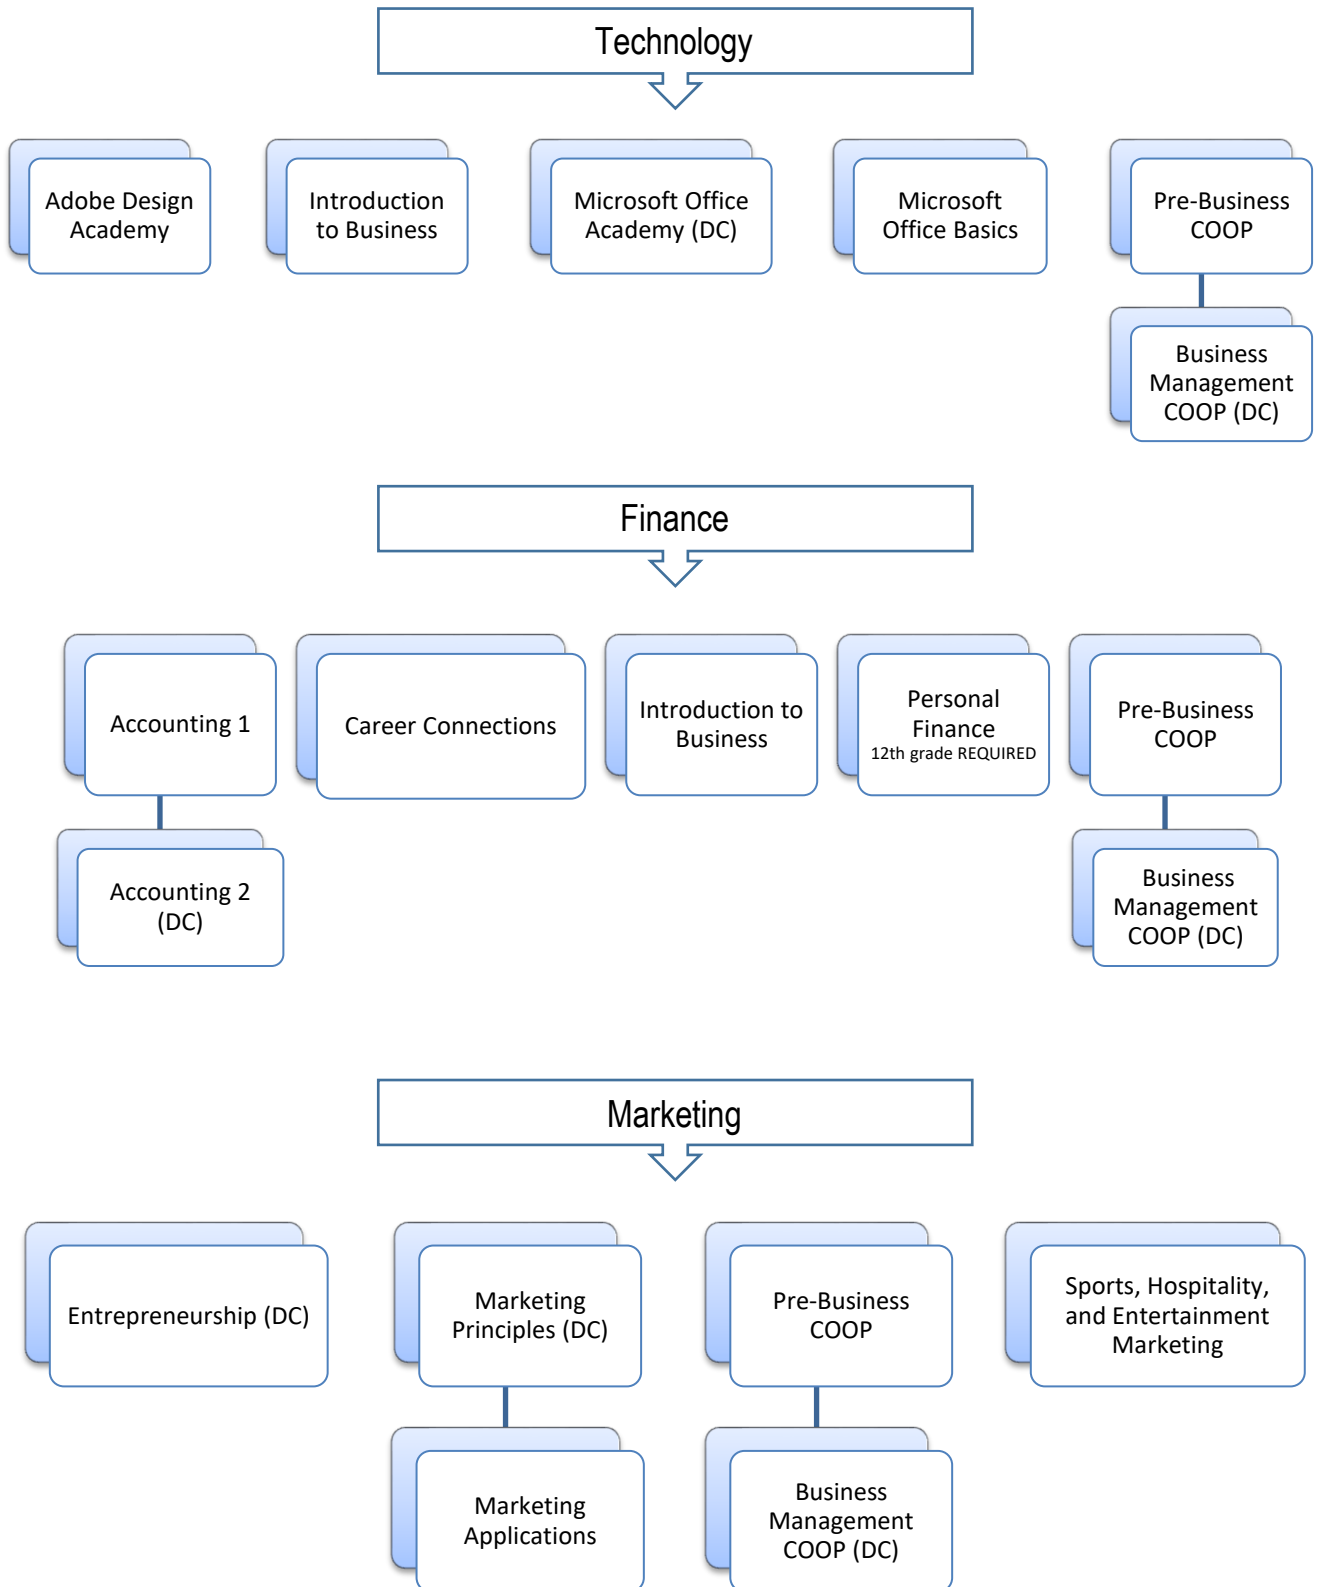 Technology
Adobe Design
Academy
Introduction
to Business
Microsoft Office
Academy (DC)
Microsoft
Office Basics
Pre-Business
COOP
Business
Management
COOP (DC)
Finance
Accounting 1
Career Connections
Introduction to
Business
Personal
Finance
12th grade REQUIRED
Pre-Business
COOP
Accounting 2
(DC)
Business
Management
COOP (DC)
Marketing
Entrepreneurship (DC)
Marketing
Principles (DC)
Pre-Business
COOP
Sports, Hospitality,
and Entertainment
Marketing
Marketing
Applications
Business
Management
COOP (DC)